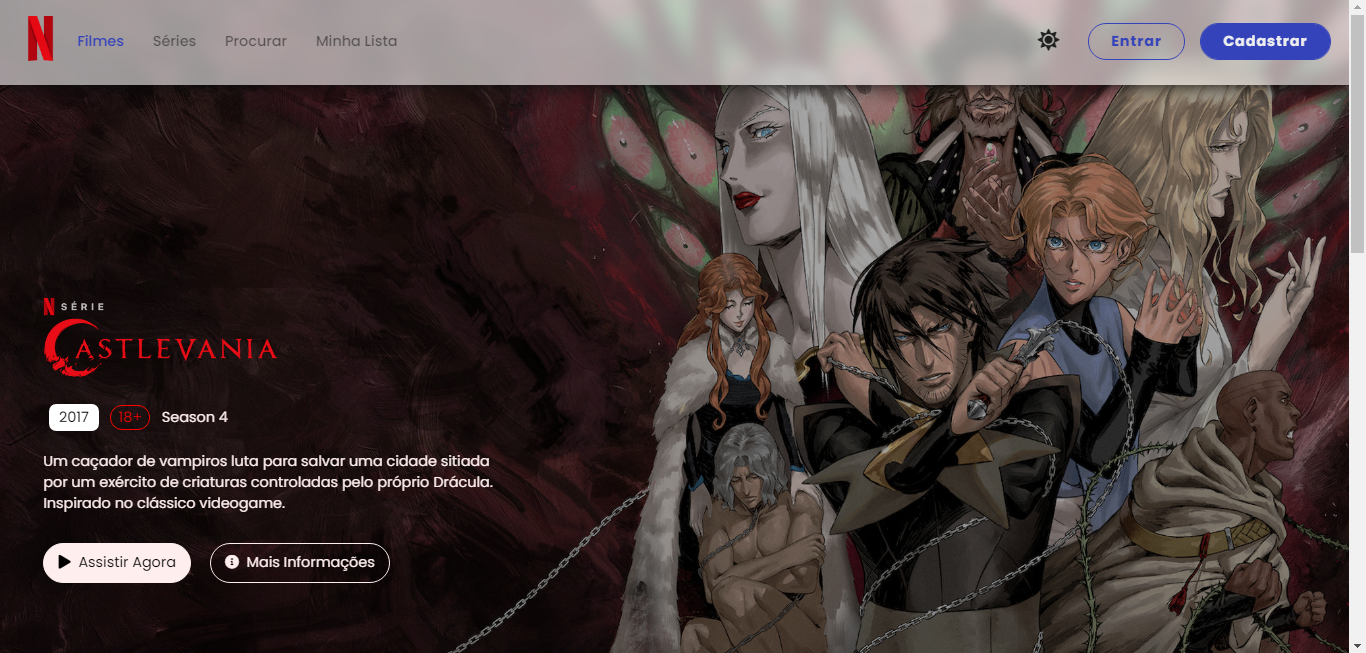 N
Filmes
Séries
Procurar
Minha Lista
Entrar
Cadastrar
N SÉRIE
CASTLEVANIA
2017
18+
Season 4
Um caçador de vampiros luta para salvar uma cidade sitiada
por um exército de criaturas controladas pelo próprio Drácula.
Inspirado no clássico videogame.
Assistir Agora
Mais Informações